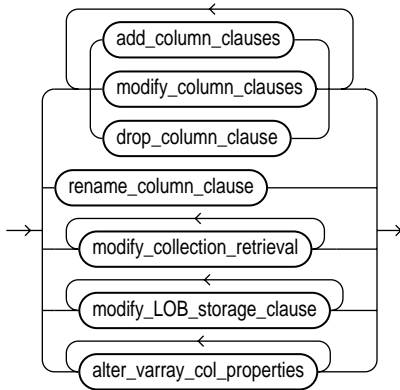 add_column_clauses
modify_column_clauses
drop_column_clause
rename_column_clause
modify_collection_retrieval
modify_LOB_storage_clause
alter_varray_col_properties